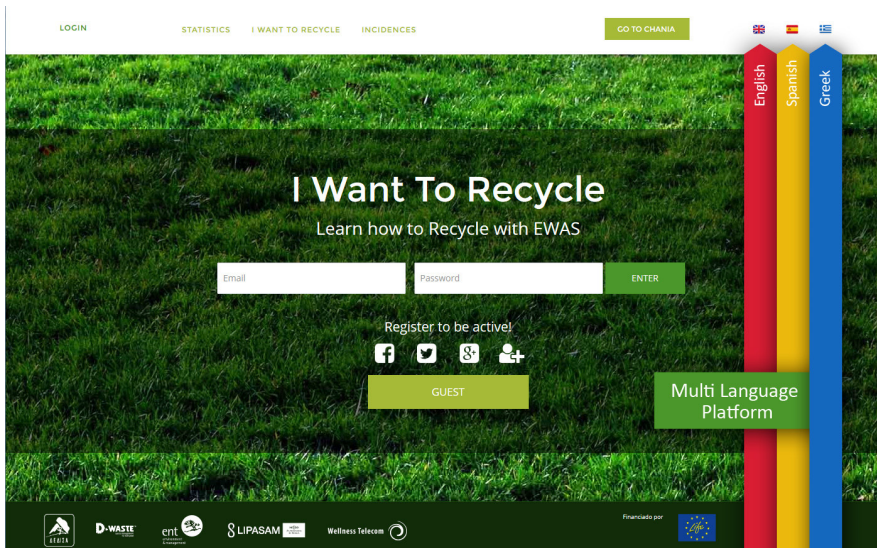 LOGIN
STATISTICS I WANT TO RECYCLE INCIDENCES
GO TO CHANIA
English
Spanish
Greek
I Want To Recycle
Learn how to Recycle with EWAS
Email Password ENTER
Register to be active!
GUEST
Multi Language
Platform
D-WASTE
ent
LIPASAM
Wellness Telecom
Financiado por
Life